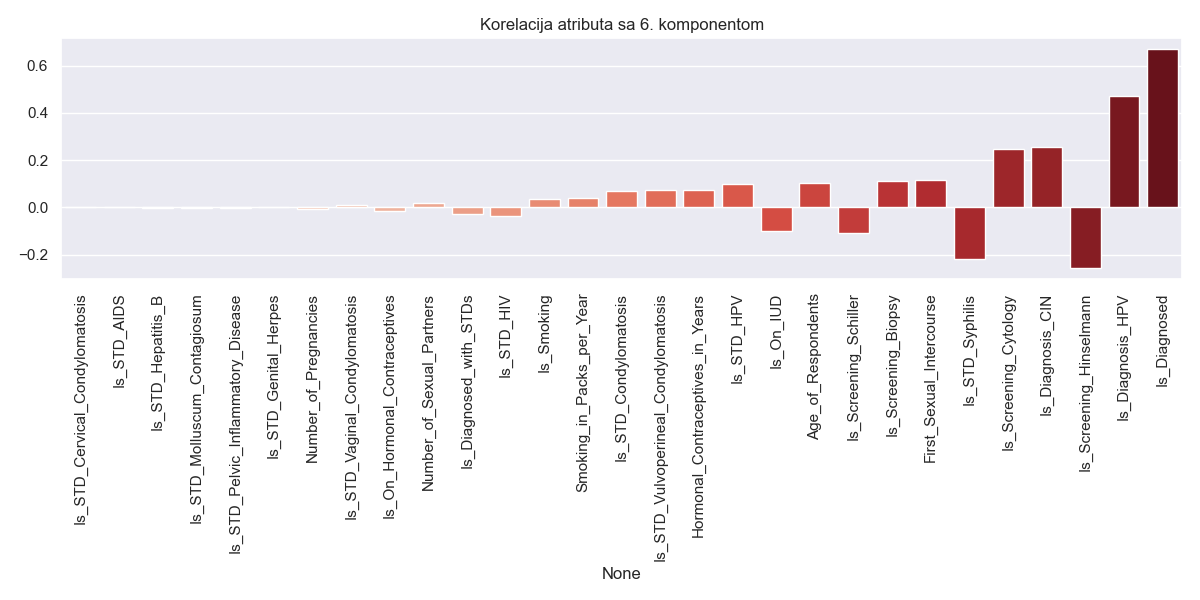 Korelacija atributa sa 6. komponentom
0.6
0.4
0.2
0.0
−0.2
Is_STD_Cervical_Condylomatosis
Is_STD_AIDS
Is_STD_Hepatitis_B
Is_STD_Molluscum_Contagiosum
Is_STD_Pelvic_Inflammatory_Disease
Is_STD_Genital_Herpes
Number_of_Pregnancies
Is_STD_Vaginal_Condylomatosis
Is_On_Hormonal_Contraceptives
Number_of_Sexual_Partners
Is_Diagnosed_with_STDs
Is_STD_HIV
Is_Smoking
Smoking_in_Packs_per_Year
Is_STD_Condylomatosis
Is_STD_Vulvoperineal_Condylomatosis
Hormonal_Contraceptives_in_Years
Is_STD_HPV
Is_On_IUD
Age_of_Respondents
Is_Screening_Schiller
Is_Screening_Biopsy
First_Sexual_Intercourse
Is_STD_Syphilis
Is_Screening_Cytology
Is_Diagnosis_CIN
Is_Screening_Hinselmann
Is_Diagnosis_HPV
Is_Diagnosed
None